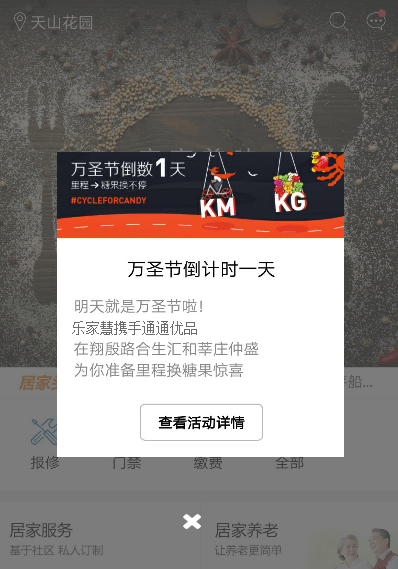 天山花园
万圣节倒数1天
里程→糖果换不停
#CYCLEFORCANDY
KM
KG
万圣节倒计时一天
明天就是万圣节啦!
乐家慧携手通通优品
在翔殷路合生汇和莘庄仲盛
为你准备里程换糖果惊喜
查看活动详情
居家
船...
报修
门禁
缴费
全部
居家服务
居家养老
基于社区 私人订制
让养老更简单